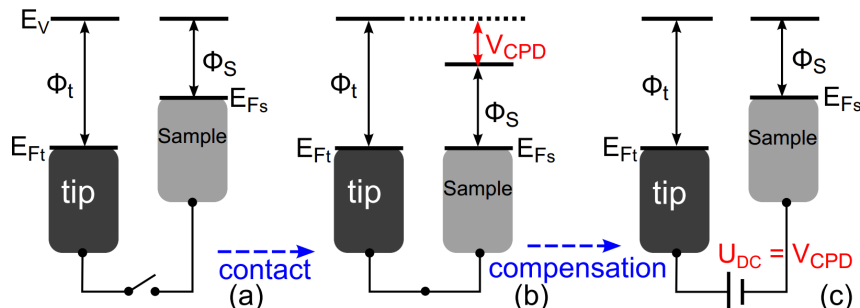 E_V
Φ_t
Φ_S
E_Fs
Sample
E_Ft
tip
(a)
contact
V_CPD
Φ_t
Φ_S
E_Ft
E_Fs
tip
Sample
(b)
compensation
Φ_t
Φ_S
E_Fs
Sample
E_Ft
tip
U_DC = V_CPD
(c)